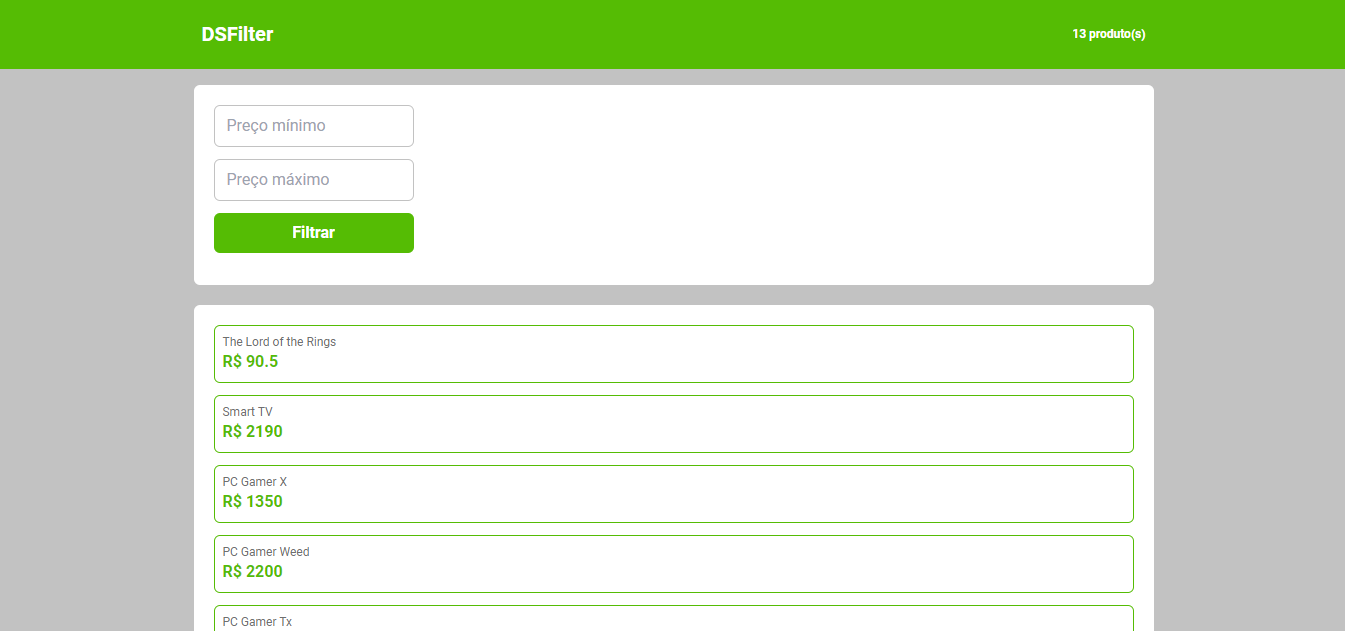 DSFilter
13 produto(s)
Preço mínimo
Preço máximo
Filtrar
The Lord of the Rings
R$ 90.5
Smart TV
R$ 2190
PC Gamer X
R$ 1350
PC Gamer Weed
R$ 2200
PC Gamer Tx